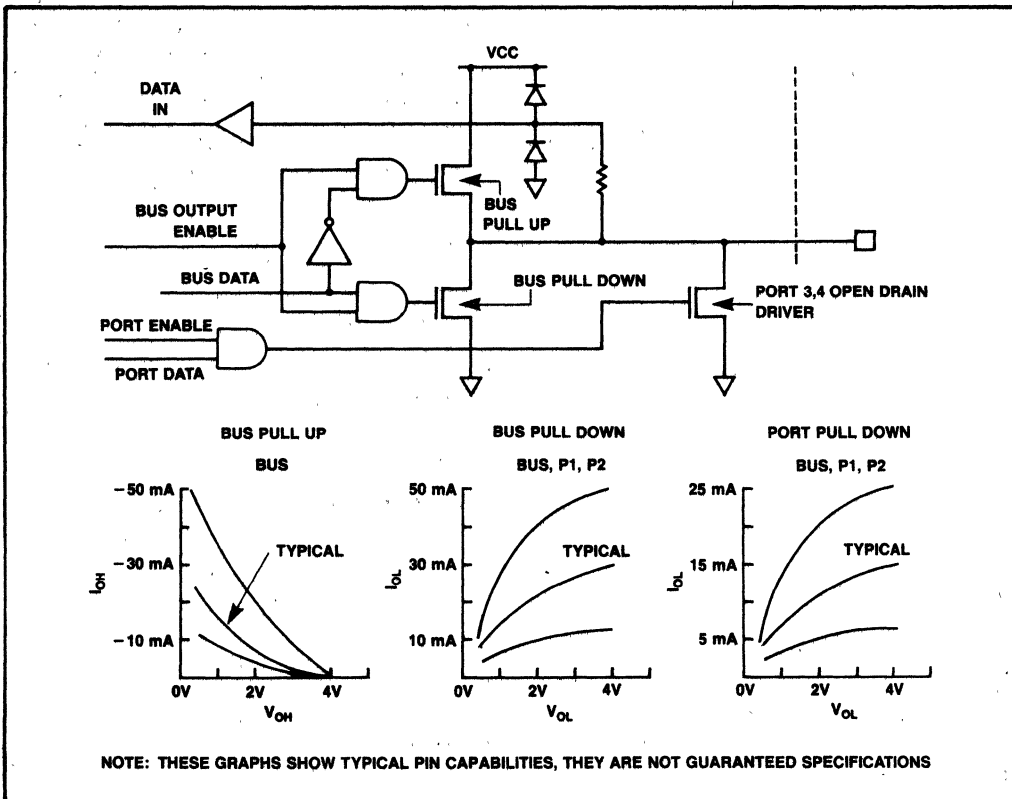 VCC
DATA
IN
BUS
PULL UP
BUS OUTPUT
ENABLE
BUS DATA
BUS PULL DOWN
PORT 3,4 OPEN DRAIN
DRIVER
PORT ENABLE
PORT DATA
BUS PULL UP
BUS
-50 mA
-30 mA
-10 mA
IOH
TYPICAL
0V 2V 4V
VOH
BUS PULL DOWN
BUS, P1, P2
50 mA
30 mA
10 mA
IOL
TYPICAL
0V 2V 4V
VOL
PORT PULL DOWN
BUS, P1, P2
25 mA
15 mA
5 mA
IOL
TYPICAL
0V 2V 4V
VOL
NOTE: THESE GRAPHS SHOW TYPICAL PIN CAPABILITIES, THEY ARE NOT GUARANTEED SPECIFICATIONS